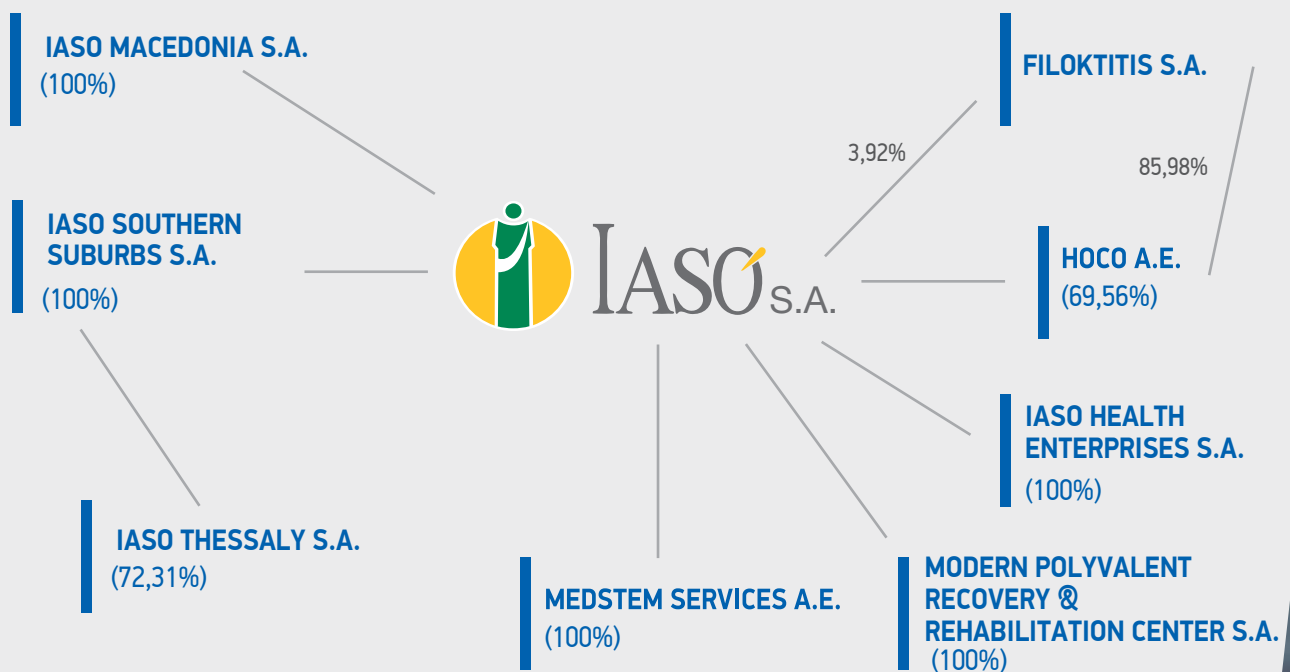 IASO MACEDONIA S.A.
(100%)
FILOKTITIS S.A.
3,92%
85,98%
IASO SOUTHERN
SUBURBS S.A.
(100%)
IASÓ S.A.
HOCO A.E.
(69,56%)
IASO HEALTH
ENTERPRISES S.A.
(100%)
IASO THESSALY S.A.
(72,31%)
MEDSTEM SERVICES A.E.
(100%)
MODERN POLYVALENT
RECOVERY &
REHABILITATION CENTER S.A.
(100%)